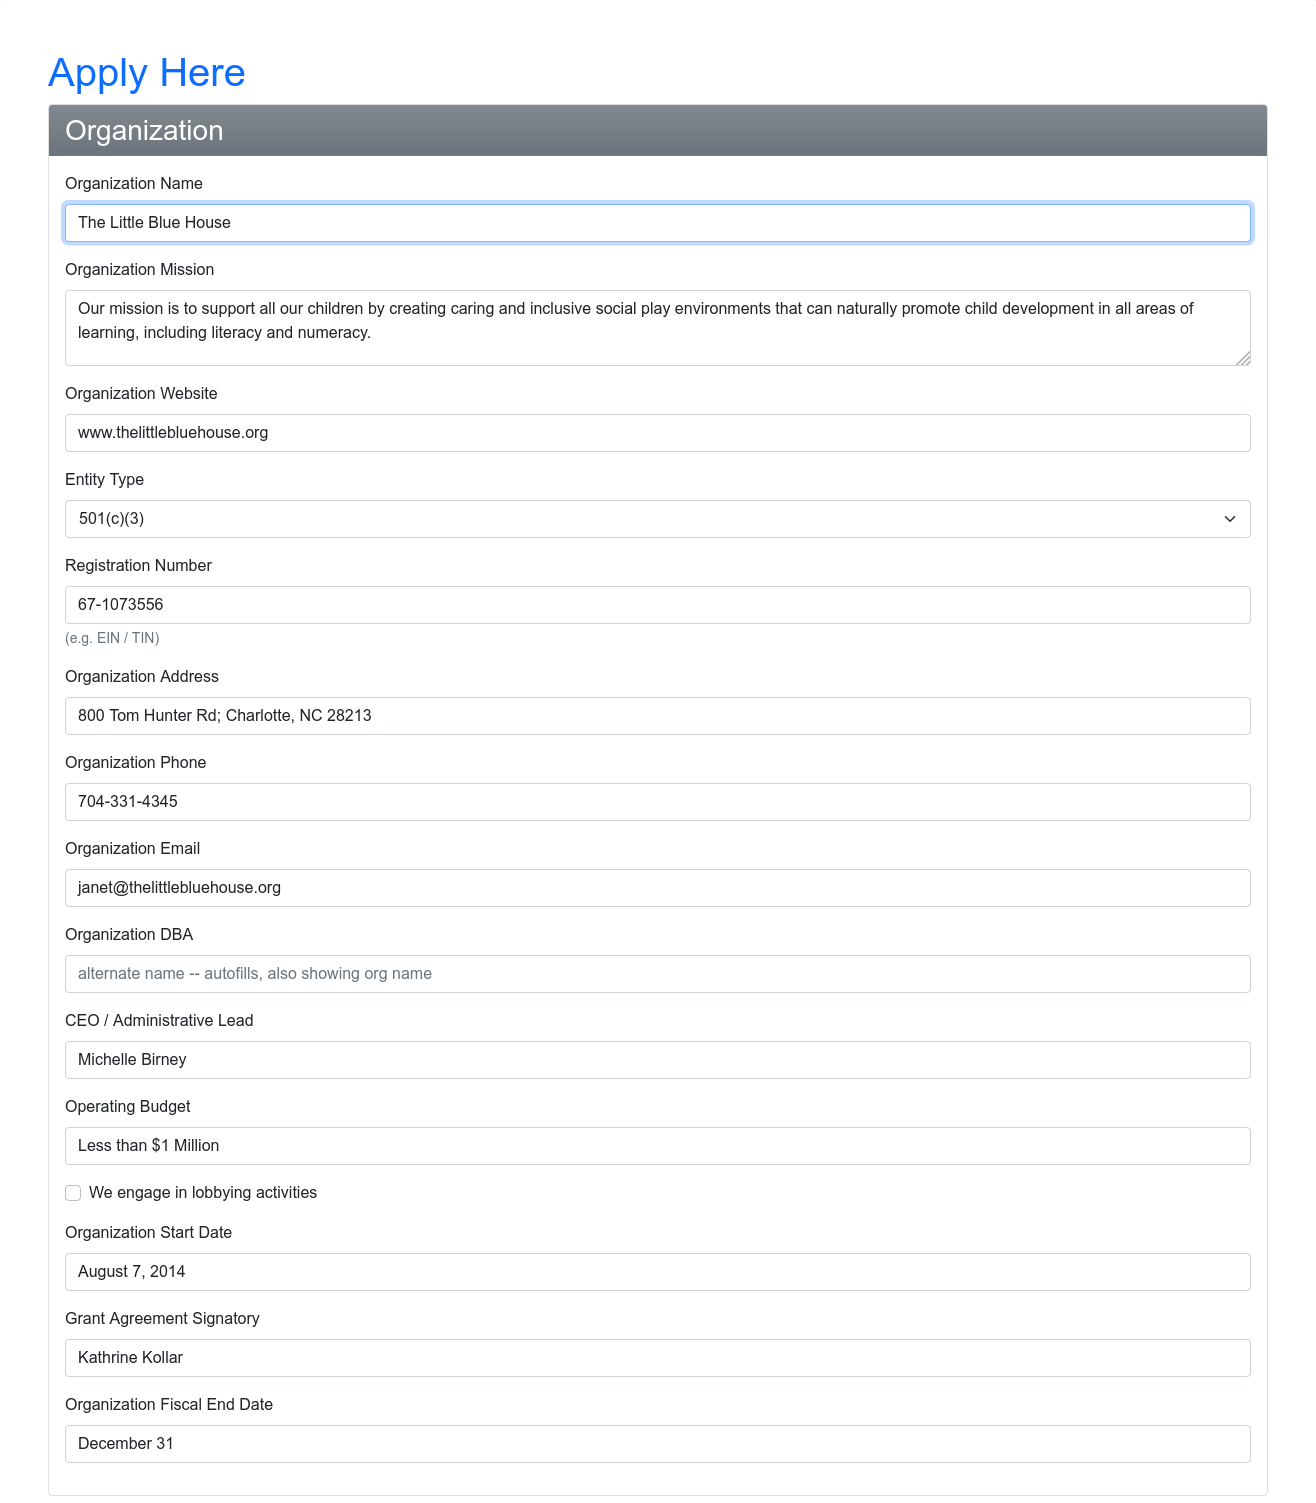 Apply Here
Organization
Organization Name
The Little Blue House
Organization Mission
Our mission is to support all our children by creating caring and inclusive social play environments that can naturally promote child development in all areas of
learning, including literacy and numeracy.
Organization Website
www.thelittlebluehouse.org
Entity Type
501(c)(3)
Registration Number
67-1073556
(e.g. EIN / TIN)
Organization Address
800 Tom Hunter Rd; Charlotte, NC 28213
Organization Phone
704-331-4345
Organization Email
janet@thelittlebluehouse.org
Organization DBA
alternate name -- autofills, also showing org name
CEO / Administrative Lead
Michelle Birney
Operating Budget
Less than $1 Million
We engage in lobbying activities
Organization Start Date
August 7, 2014
Grant Agreement Signatory
Kathrine Kollar
Organization Fiscal End Date
December 31